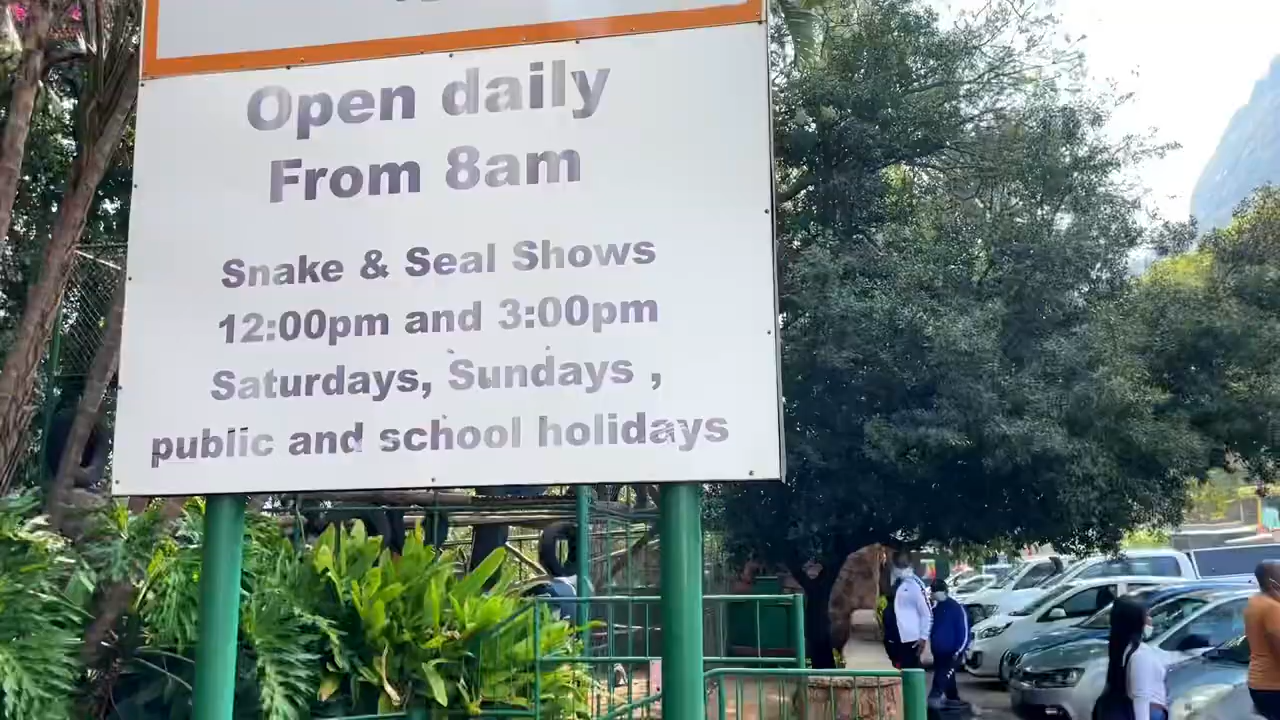 Open daily
From 8am
Snake & Seal Shows
12:00pm and 3:00pm
Saturdays, Sundays ,
public and school holidays